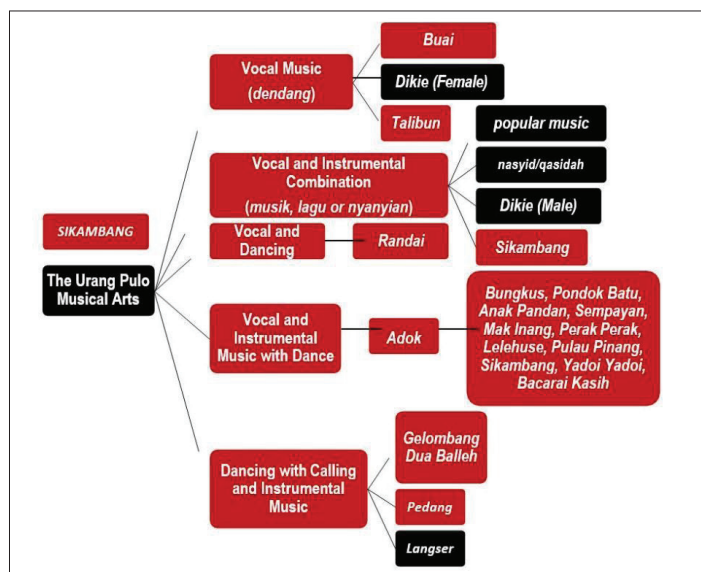 SIKAMBANG
The Urang Pulo
Musical Arts
Vocal Music
(dendang)
Buai
Dikie (Female)
Talibun
Vocal and Instrumental
Combination
(musik, lagu or nyanyian)
popular music
nasyid/qasidah
Dikie (Male)
Sikambang
Vocal and
Dancing
Randai
Vocal and
Instrumental
Music with Dance
Adok
Bungkus, Pondok Batu,
Anak Pandan, Sempayan,
Mak Inang, Perak Perak,
Lelehuse, Pulau Pinang,
Sikambang, Yadoi Yadoi,
Bacarai Kasih
Dancing with Calling
and Instrumental
Music
Gelombang
Dua Balleh
Pedang
Langser